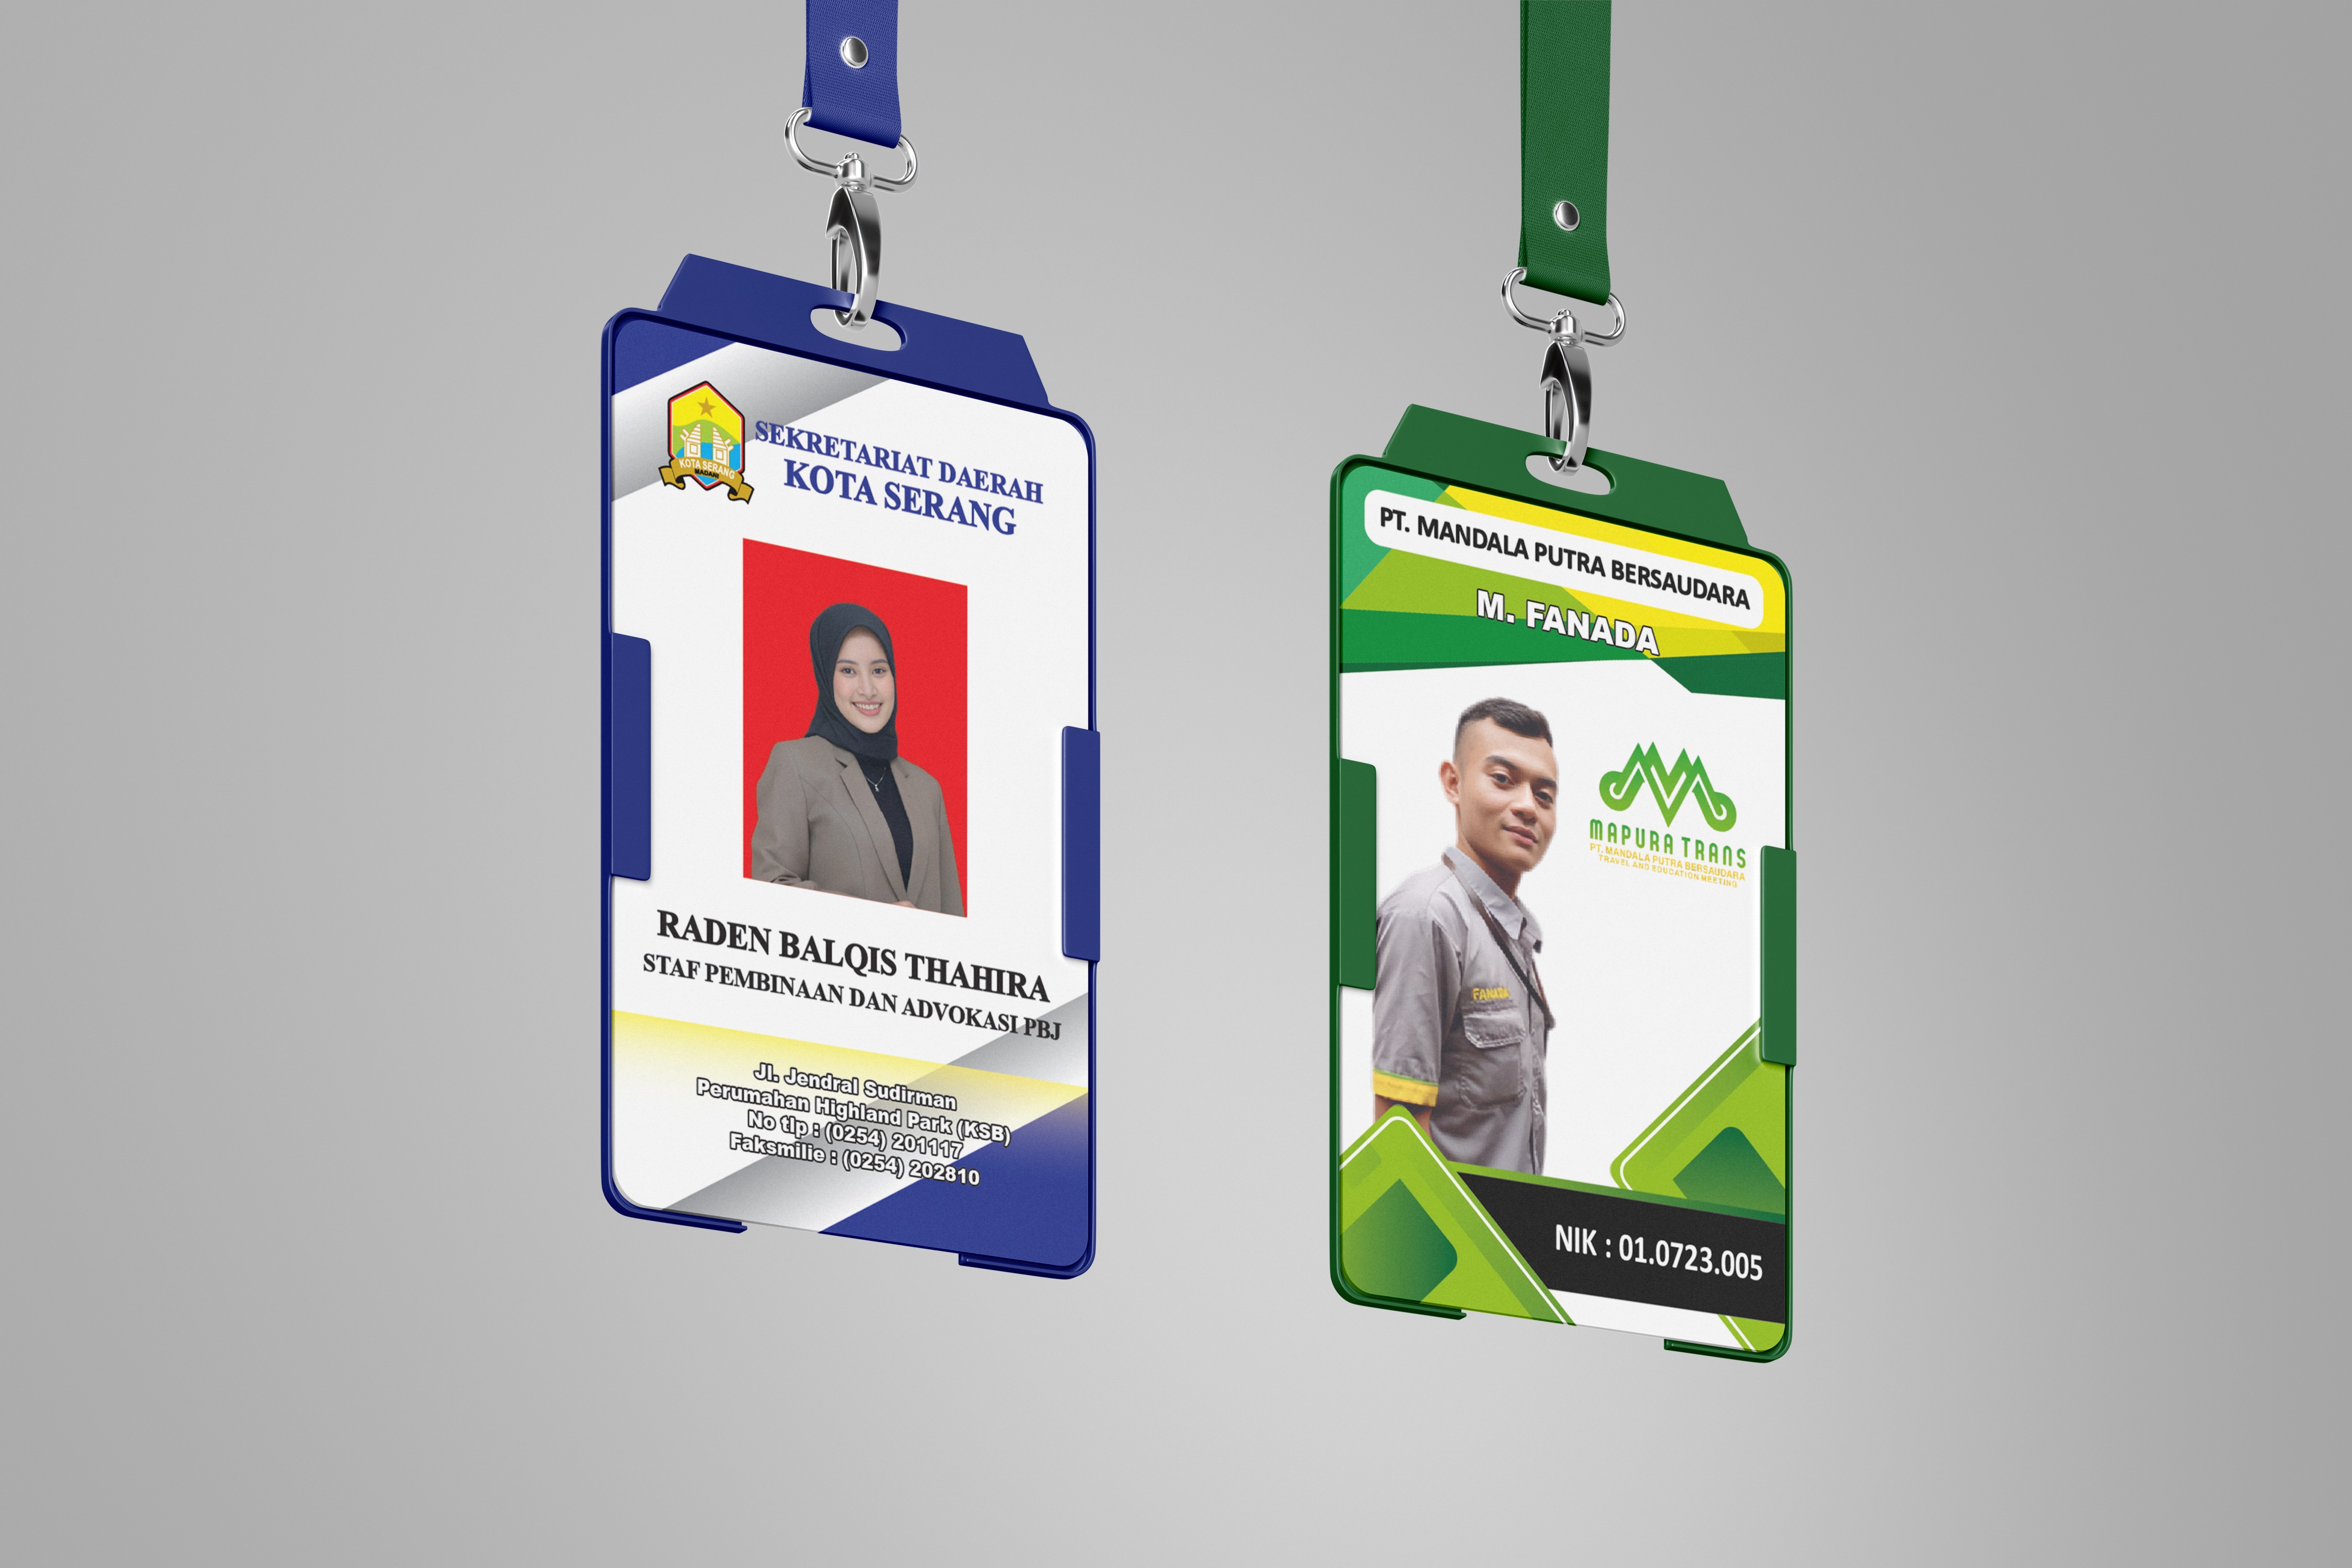 KOTA SERANG
MADANI
SEKRETARIAT DAERAH
KOTA SERANG
RADEN BALQIS THAHIRA
STAF PEMBINAAN DAN ADVOKASI PBJ
Jl. Jendral Sudirman
Perumahan Highland Park (KSB)
No tlp : (0254) 201117
Faksmilie : (0254) 202810
PT. MANDALA PUTRA BERSAUDARA
M. FANADA
MAPURA TRANS
PT. MANDALA PUTRA BERSAUDARA
TRAVEL AND EDUCATION MEETING
FANADA
NIK : 01.0723.005